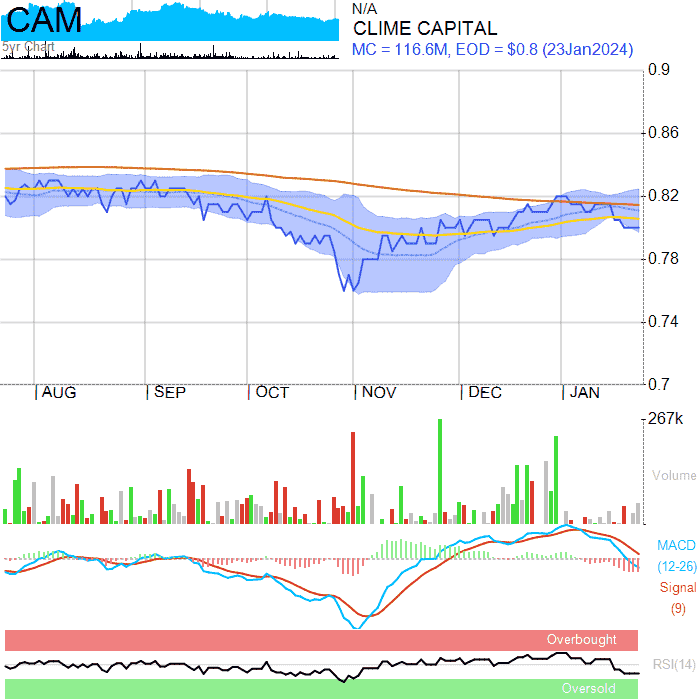 CAM
5yr Chart
N/A
CLIME CAPITAL
MC = 116.6M, EOD = $0.8 (23Jan2024)
0.9
0.86
0.82
0.78
0.74
0.7
AUG SEP OCT NOV DEC JAN
267k
Volume
MACD
(12-26)
Signal
(9)
Overbought
RSI(14)
Oversold